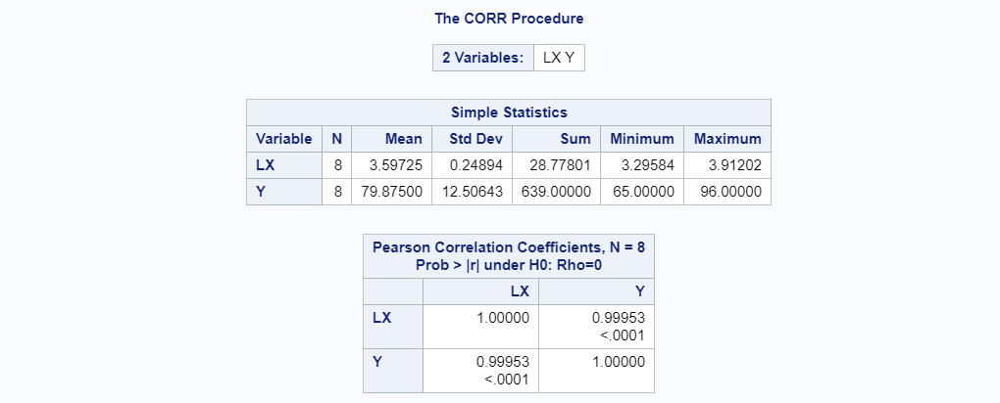 The CORR Procedure
2 Variables: LX Y
Simple Statistics
Variable N Mean Std Dev Sum Minimum Maximum
LX 8 3.59725 0.24894 28.77801 3.29584 3.91202
Y 8 79.87500 12.50643 639.00000 65.00000 96.00000
Pearson Correlation Coefficients, N = 8
Prob > |r| under H0: Rho=0
LX Y
LX 1.00000 0.99953
<.0001
Y 0.99953 1.00000
<.0001